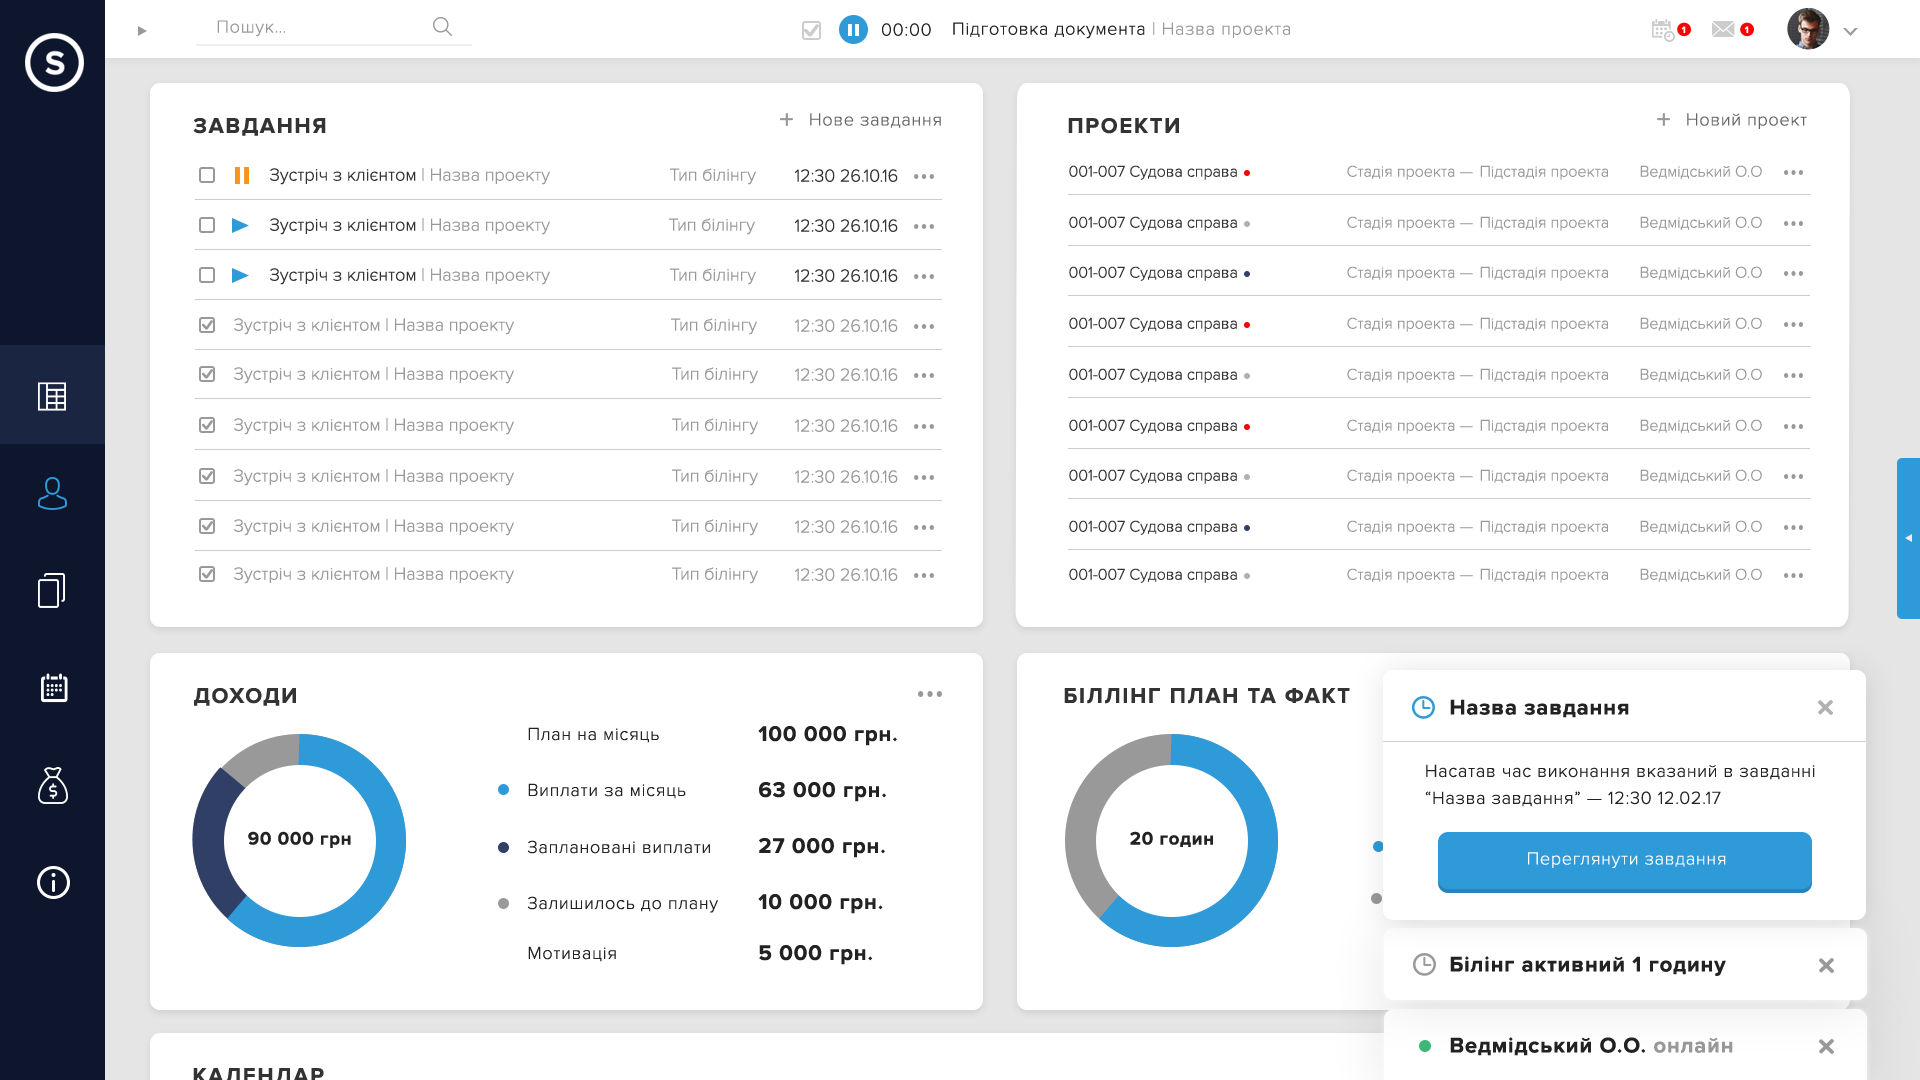 S
Пошук...
00:00 Підготовка документа | Назва проекта
1
1
ЗАВДАННЯ
+ Нове завдання
Зустріч з клієнтом | Назва проекту Тип білінгу 12:30 26.10.16
Зустріч з клієнтом | Назва проекту Тип білінгу 12:30 26.10.16
Зустріч з клієнтом | Назва проекту Тип білінгу 12:30 26.10.16
Зустріч з клієнтом | Назва проекту Тип білінгу 12:30 26.10.16
Зустріч з клієнтом | Назва проекту Тип білінгу 12:30 26.10.16
Зустріч з клієнтом | Назва проекту Тип білінгу 12:30 26.10.16
Зустріч з клієнтом | Назва проекту Тип білінгу 12:30 26.10.16
Зустріч з клієнтом | Назва проекту Тип білінгу 12:30 26.10.16
Зустріч з клієнтом | Назва проекту Тип білінгу 12:30 26.10.16
ПРОЕКТИ
+ Новий проект
001-007 Судова справа Стадія проекта — Підстадія проекта Ведмідський О.О
001-007 Судова справа Стадія проекта — Підстадія проекта Ведмідський О.О
001-007 Судова справа Стадія проекта — Підстадія проекта Ведмідський О.О
001-007 Судова справа Стадія проекта — Підстадія проекта Ведмідський О.О
001-007 Судова справа Стадія проекта — Підстадія проекта Ведмідський О.О
001-007 Судова справа Стадія проекта — Підстадія проекта Ведмідський О.О
001-007 Судова справа Стадія проекта — Підстадія проекта Ведмідський О.О
001-007 Судова справа Стадія проекта — Підстадія проекта Ведмідський О.О
001-007 Судова справа Стадія проекта — Підстадія проекта Ведмідський О.О
ДОХОДИ
90 000 грн
План на місяць 100 000 грн.
Виплати за місяць 63 000 грн.
Заплановані виплати 27 000 грн.
Залишилось до плану 10 000 грн.
Мотивація 5 000 грн.
БІЛЛІНГ ПЛАН ТА ФАКТ
20 годин
Назва завдання
Насатав час виконання вказаний в завданні
“Назва завдання” — 12:30 12.02.17
Переглянути завдання
Білінг активний 1 годину
Ведмідський О.О. онлайн
КАЛЕНДАР